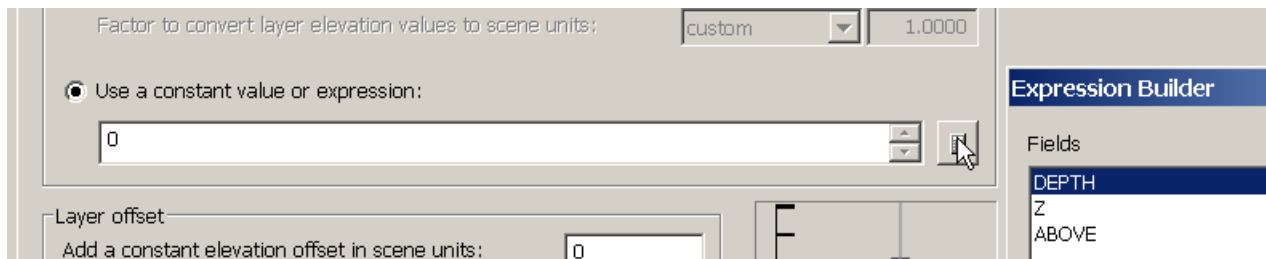 Factor to convert layer elevation values to scene units: custom 1.0000
Use a constant value or expression:
0
Layer offset
Add a constant elevation offset in scene units: 0
Expression Builder
Fields
DEPTH
Z
ABOVE